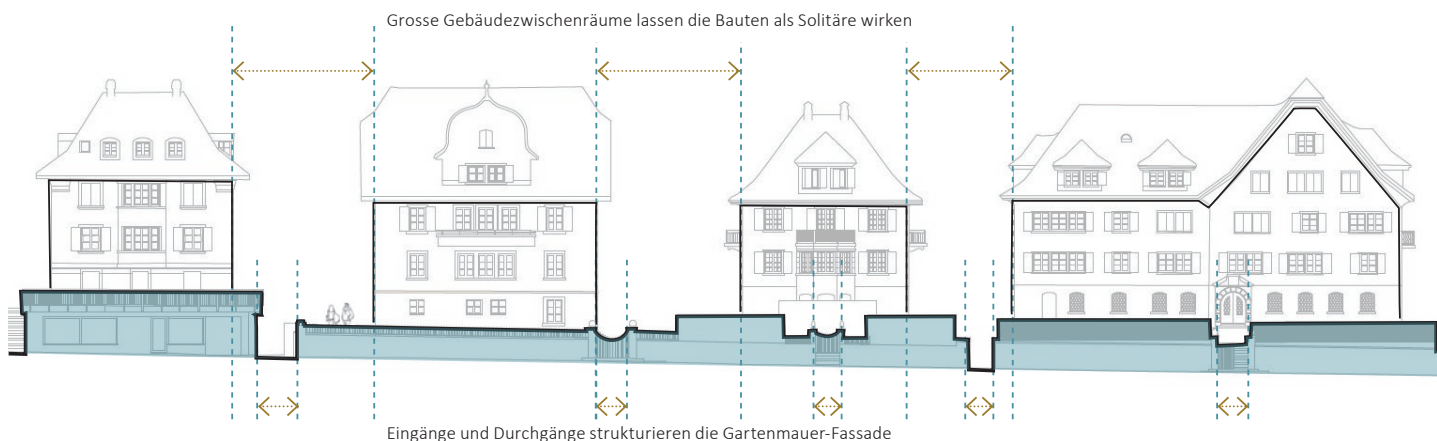 Grosse Gebäudezwischenräume lassen die Bauten als Solitäre wirken
Eingänge und Durchgänge strukturieren die Gartenmauer-Fassade